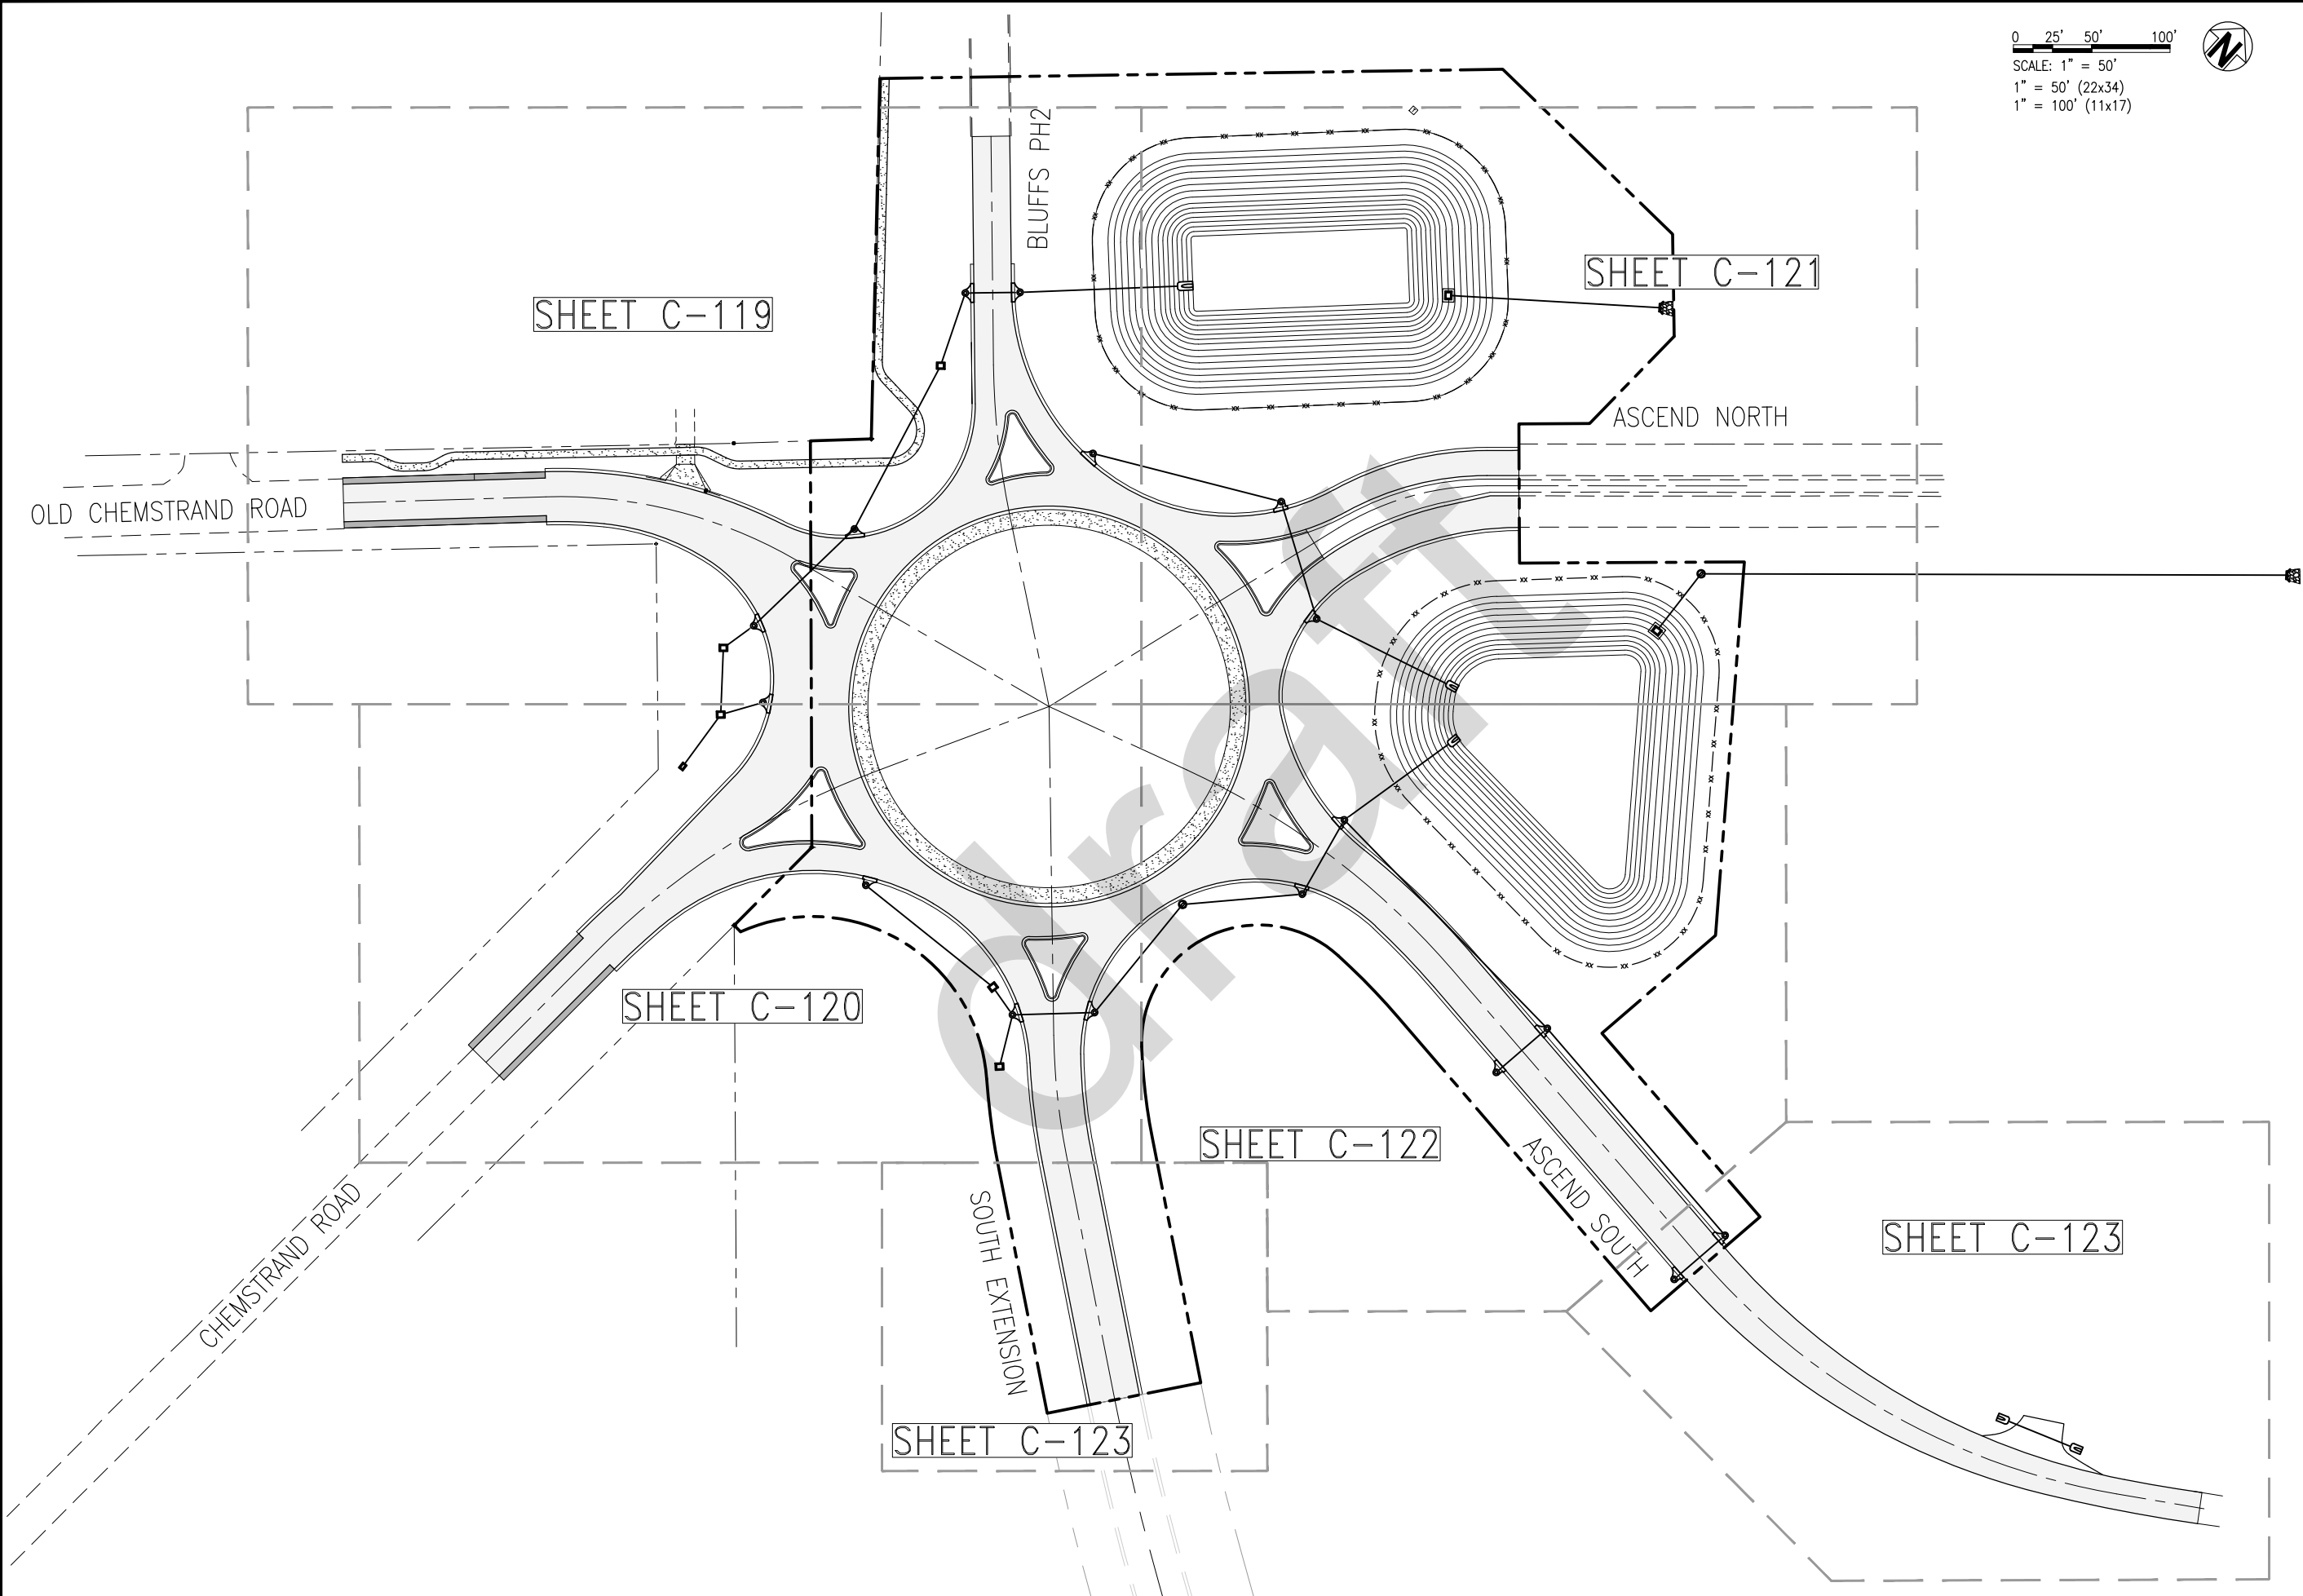 0 25' 50' 100'
SCALE: 1" = 50'
1" = 50' (22x34)
1" = 100' (11x17)
N
BLUFFS PH2
SHEET C-121
SHEET C-119
ASCEND NORTH
OLD CHEMSTRAND ROAD
draft
SHEET C-120
SHEET C-122
ASCEND SOUTH
SHEET C-123
CHEMSTRAND ROAD
SOUTH EXTENSION
SHEET C-123